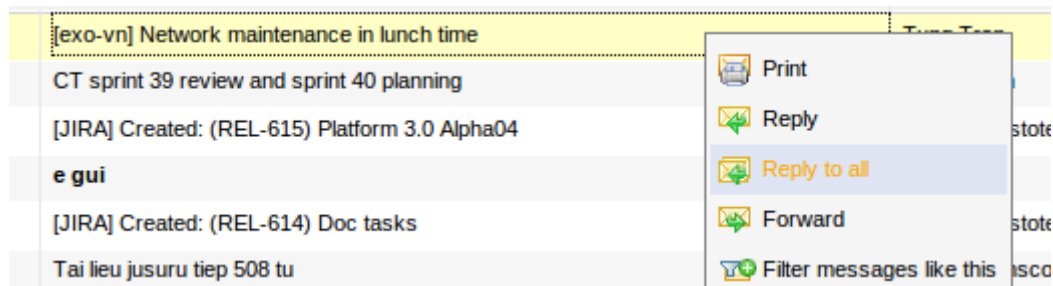 [exo-vn] Network maintenance in lunch time
Print
CT sprint 39 review and sprint 40 planning
Reply
[JIRA] Created: (REL-615) Platform 3.0 Alpha04
Reply to all
e gui
Forward
[JIRA] Created: (REL-614) Doc tasks
Filter messages like this
Tai lieu jusuru tiep 508 tu